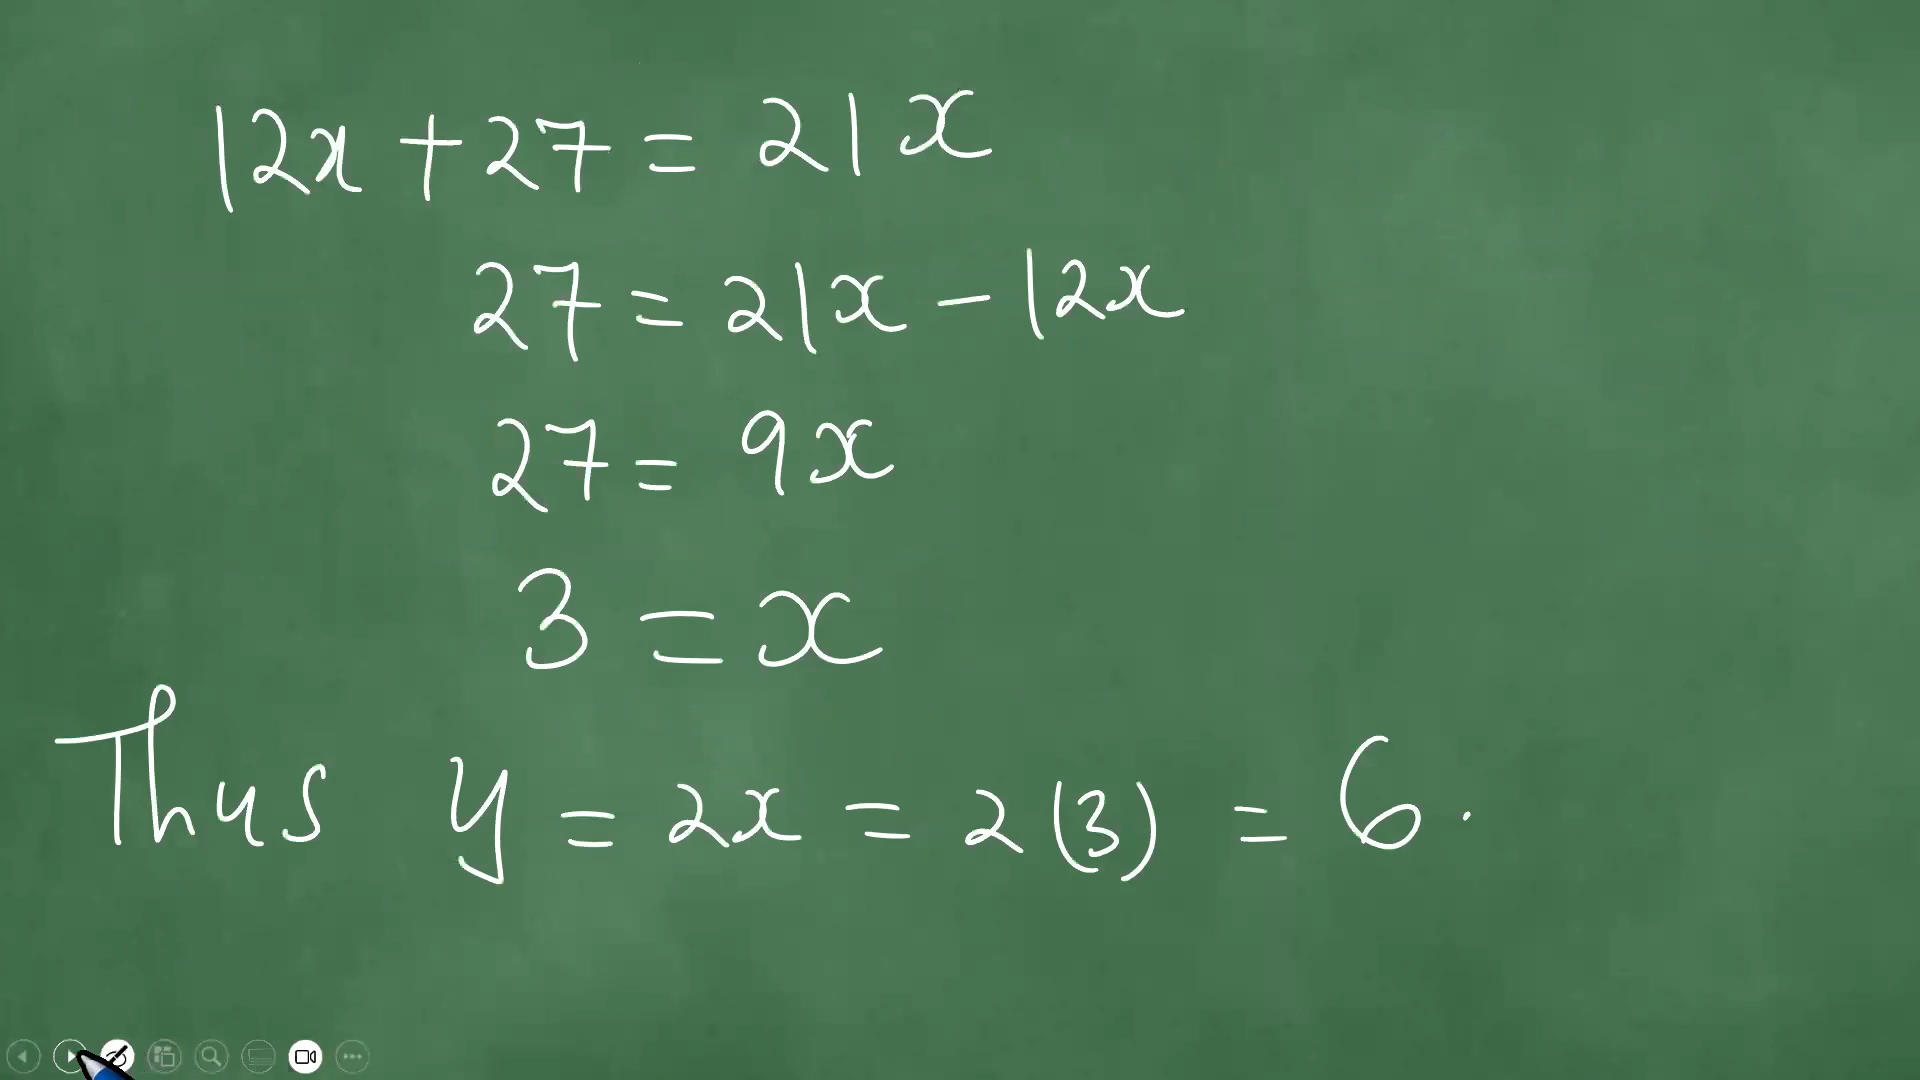 12x + 27 = 21x
27 = 21x - 12x
27 = 9x
3 = x
Thus y = 2x = 2(3) = 6.